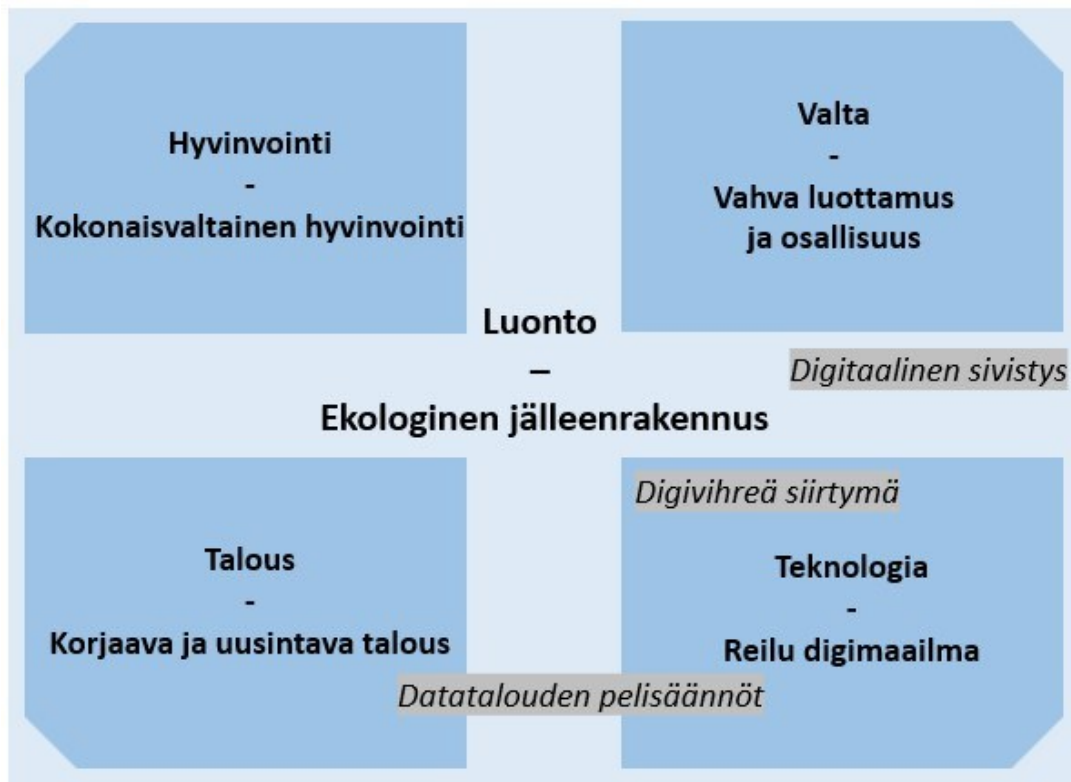 Hyvinvointi
-
Kokonaisvaltainen hyvinvointi
Valta
-
Vahva luottamus
ja osallisuus
Luonto
–
Ekologinen jälleenrakennus
Digitaalinen sivistys
Talous
-
Korjaava ja uusintava talous
Digivihreä siirtymä
Teknologia
-
Reilu digimaailma
Datatalouden pelisäännöt